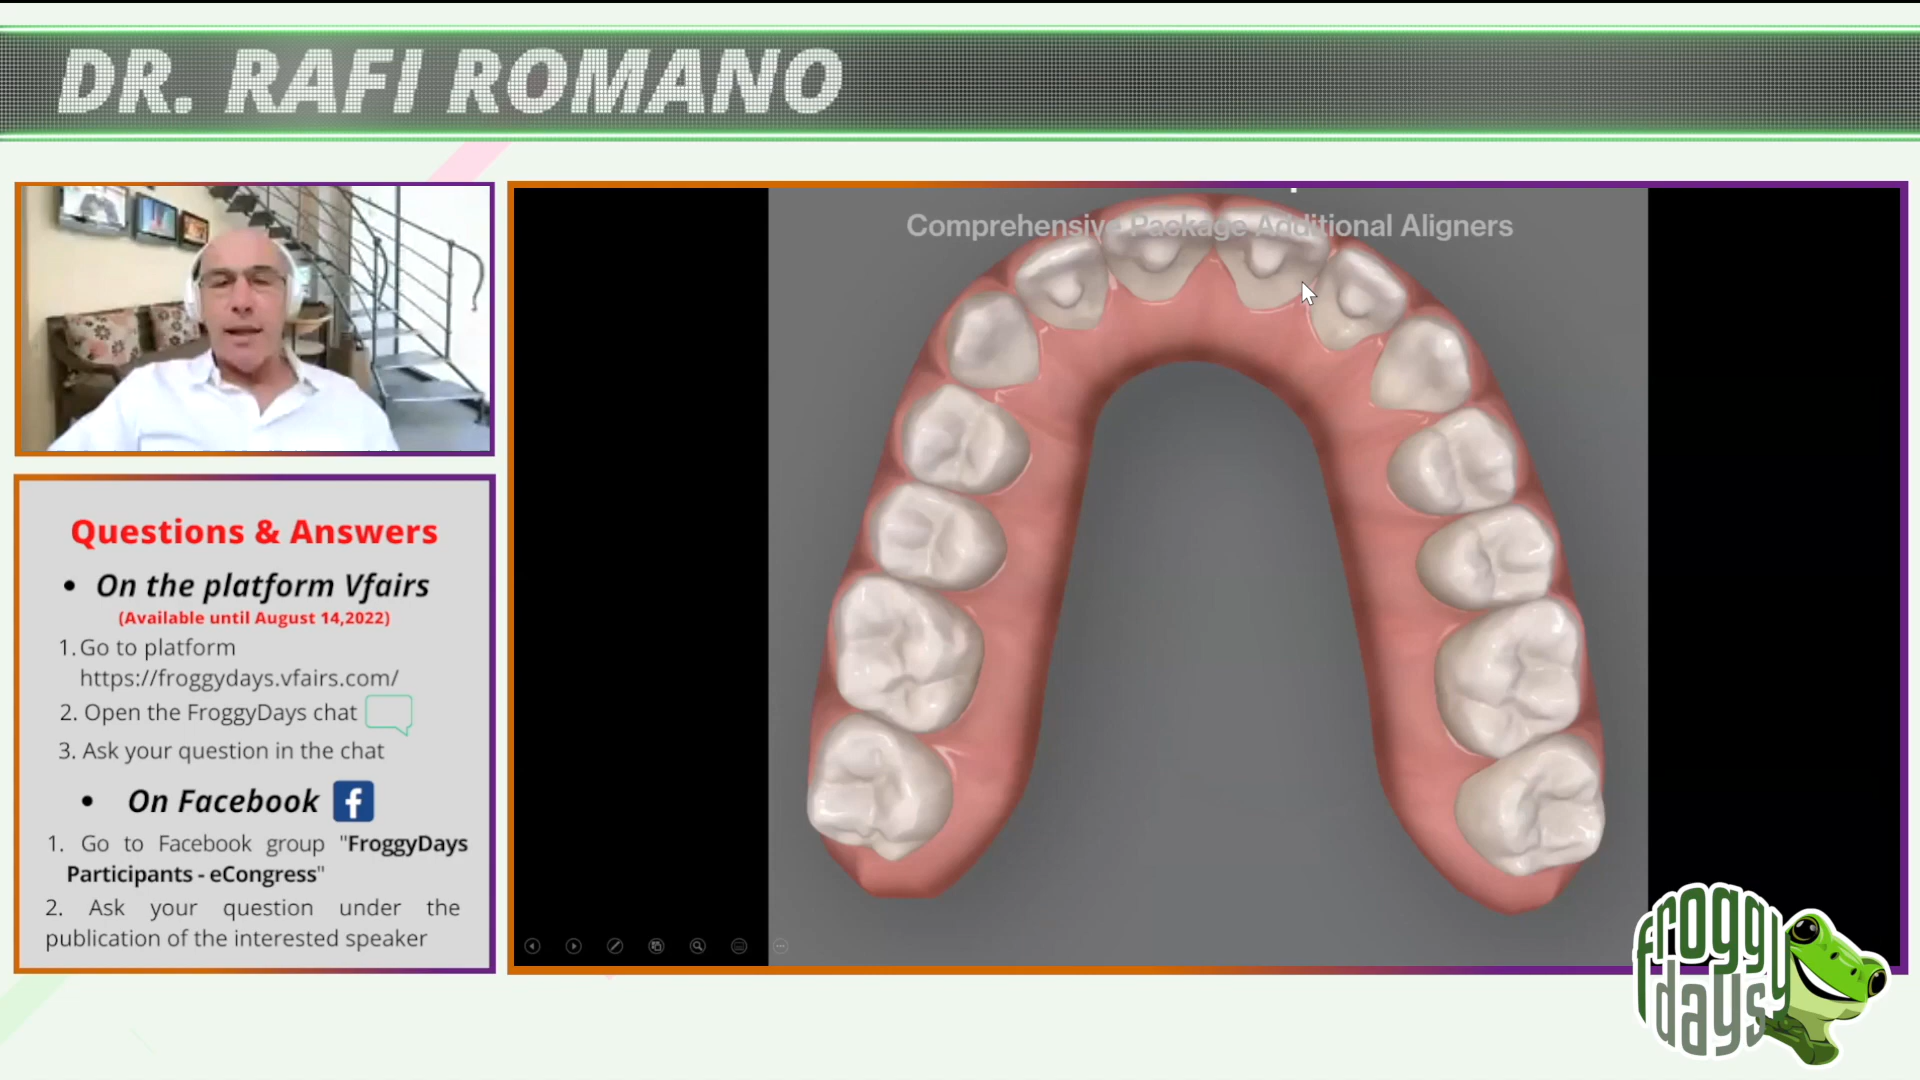 DR. RAFI ROMANO
Comprehensive Package Additional Aligners
Questions & Answers
• On the platform Vfairs
(Available until August 14,2022)
1. Go to platform
https://froggydays.vfairs.com/
2. Open the FroggyDays chat
3. Ask your question in the chat
• On Facebook f
1. Go to Facebook group "FroggyDays
Participants - eCongress"
2. Ask your question under the
publication of the interested speaker
froggy
days